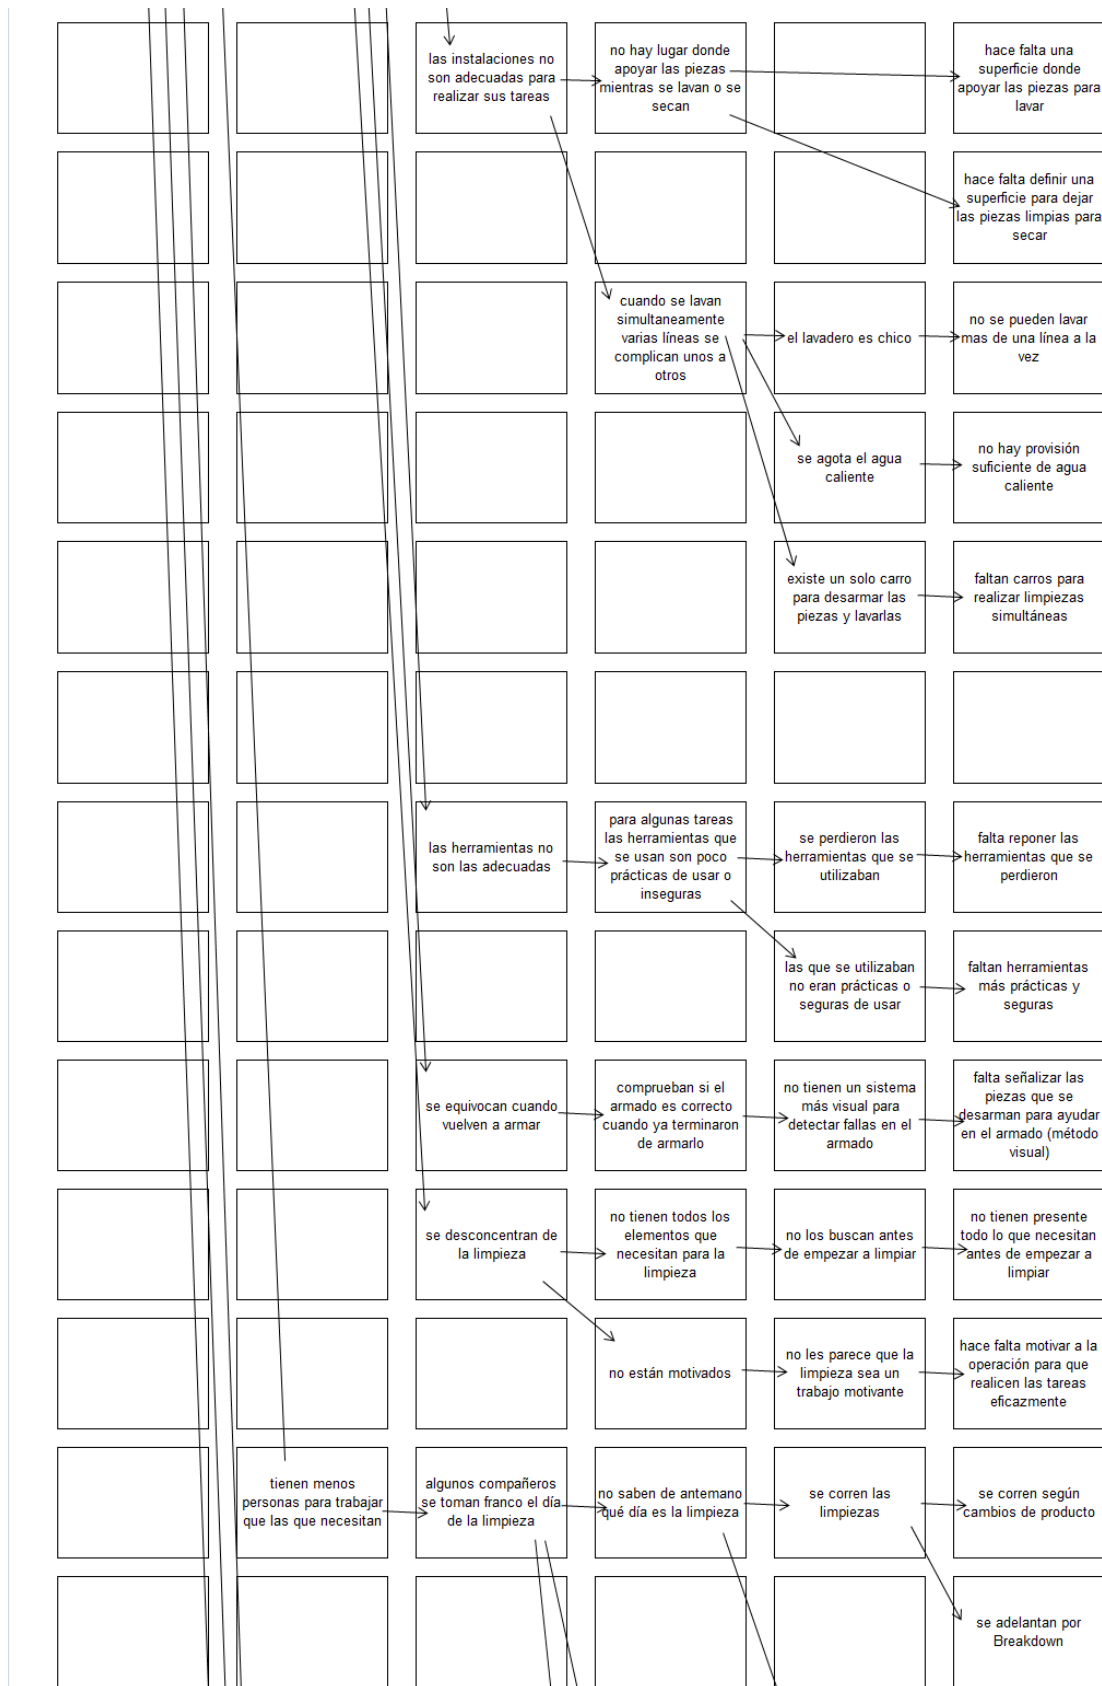 las instalaciones no
son adecuadas para
realizar sus tareas
no hay lugar donde
apoyar las piezas
mientras se lavan o se
secan
hace falta una
superficie donde
apoyar las piezas para
lavar
hace falta definir una
superficie para dejar
las piezas limpias para
secar
cuando se lavan
simultaneamente
varias líneas se
complican unos a
otros
el lavadero es chico
no se pueden lavar
mas de una línea a la
vez
se agota el agua
caliente
no hay provisión
suficiente de agua
caliente
existe un solo carro
para desarmar las
piezas y lavarlas
faltan carros para
realizar limpiezas
simultáneas
las herramientas no
son las adecuadas
para algunas tareas
las herramientas que
se usan son poco
prácticas de usar o
inseguras
se perdieron las
herramientas que se
utilizaban
falta reponer las
herramientas que se
perdieron
las que se utilizaban
no eran prácticas o
seguras de usar
faltan herramientas
más prácticas y
seguras
se equivocan cuando
vuelven a armar
comprueban si el
armado es correcto
cuando ya terminaron
de armarlo
no tienen un sistema
más visual para
detectar fallas en el
armado
falta señalizar las
piezas que se
desarman para ayudar
en el armado (método
visual)
se desconcentran de
la limpieza
no tienen todos los
elementos que
necesitan para la
limpieza
no los buscan antes
de empezar a limpiar
no tienen presente
todo lo que necesitan
antes de empezar a
limpiar
no están motivados
no les parece que la
limpieza sea un
trabajo motivante
hace falta motivar a la
operación para que
realicen las tareas
eficazmente
tienen menos
personas para trabajar
que las que necesitan
algunos compañeros
se toman franco el día
de la limpieza
no saben de antemano
qué día es la limpieza
se corren las
limpiezas
se corren según
cambios de producto
se adelantan por
Breakdown